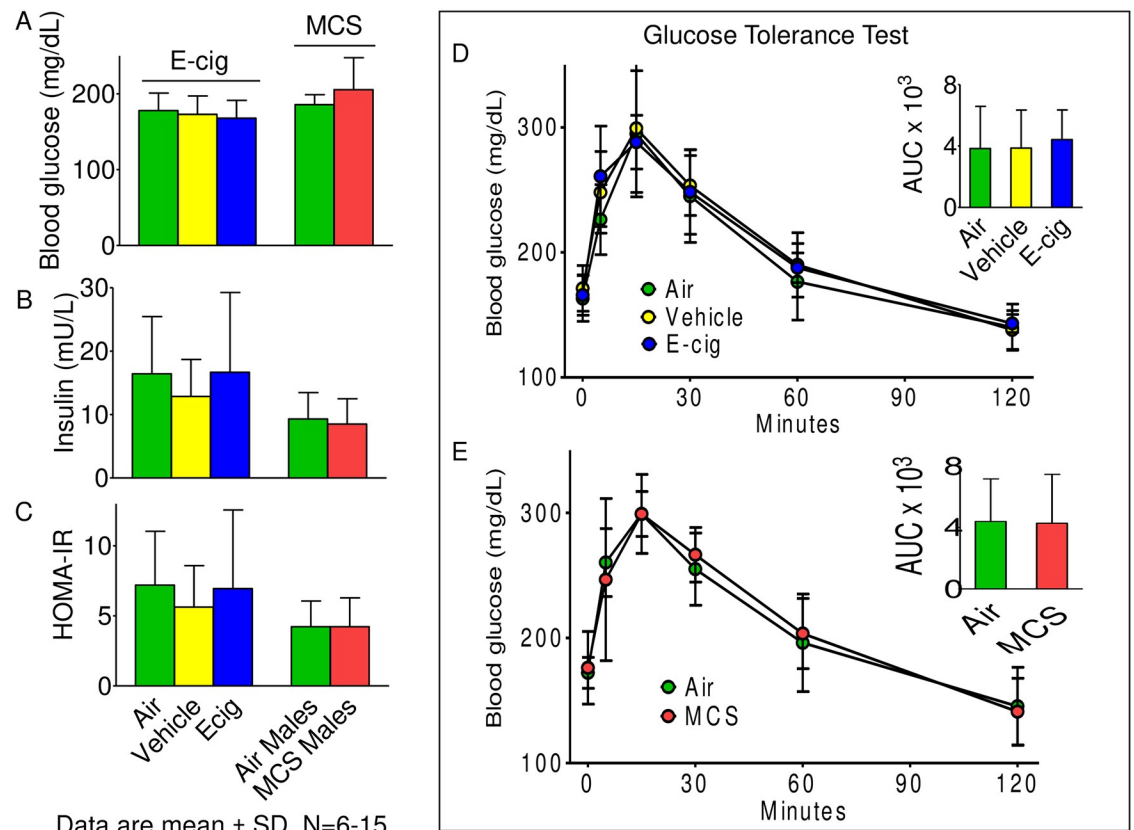 A
MCS
E-cig
Blood glucose (mg/dL)
200
100
0
B
Insulin (mU/L)
30
20
10
0
C
HOMA-IR
10
5
0
Air
Vehicle
Ecig
Air Males
MCS Males
Data are mean ± SD, N=6-15
Glucose Tolerance Test
D
Blood glucose (mg/dL)
300
200
100
0 30 60 90 120
Minutes
Air
Vehicle
E-cig
AUC x 10³
8
4
0
Air
Vehicle
E-cig
E
Blood glucose (mg/dL)
300
200
100
0 30 60 90 120
Minutes
Air
MCS
AUC x 10³
8
4
0
Air
MCS